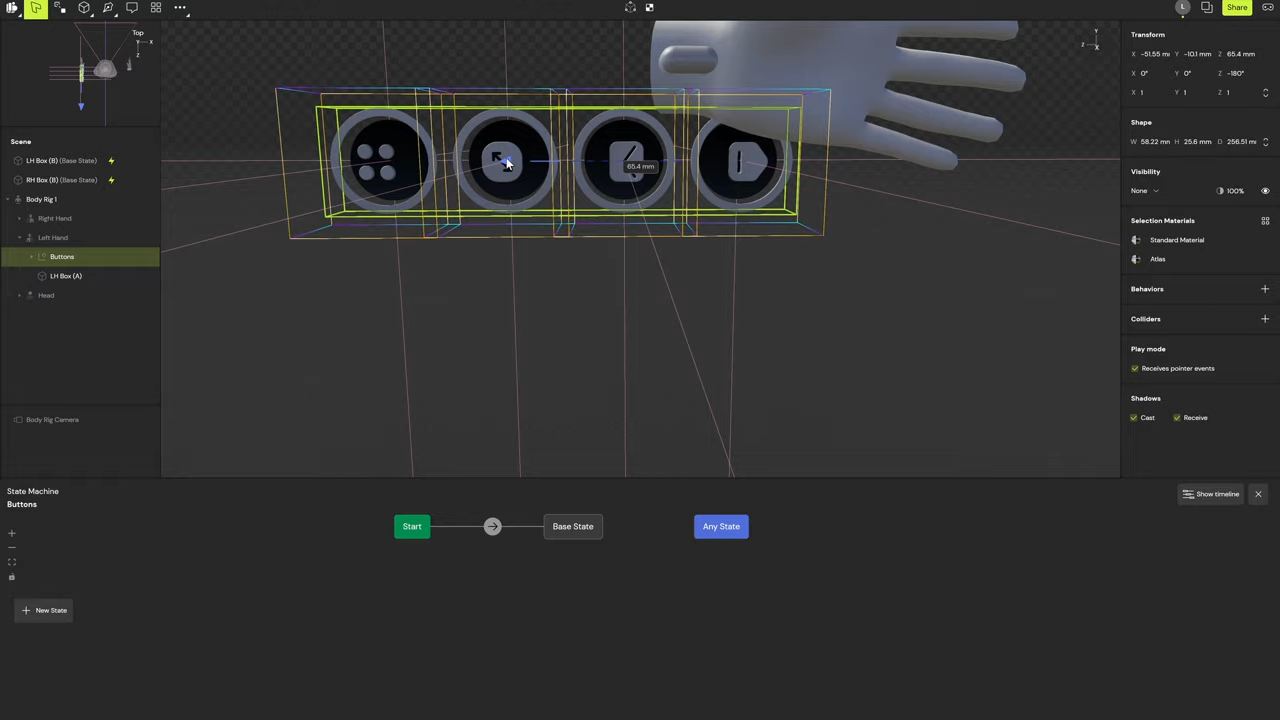 L
Share
Top
Y
X
Z
Scene
LH Box (B) (Base State)
RH Box (B) (Base State)
Body Rig 1
Right Hand
Left Hand
Buttons
LH Box (A)
Head
Body Rig Camera
65.4 mm
Y
Z
X
Transform
X -51.55 mm Y -10.1 mm Z 65.4 mm
X 0° Y 0° Z -180°
X 1 Y 1 Z 1
Shape
W 58.22 mm H 25.6 mm D 256.51 m
Visibility
None 100%
Selection Materials
Standard Material
Atlas
Behaviors
Colliders
Play mode
Receives pointer events
Shadows
Cast Receive
State Machine
Buttons
Show timeline
Start
Base State
Any State
New State